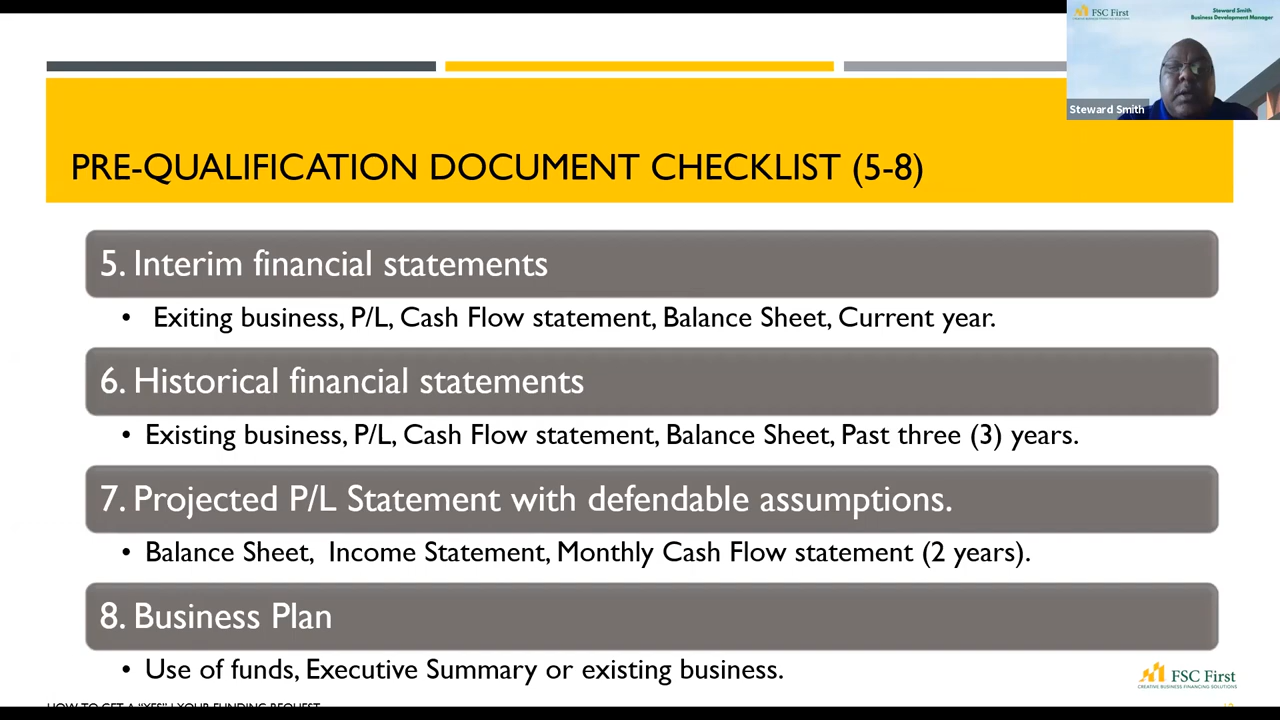 FSC First
CREATIVE BUSINESS FINANCING SOLUTIONS
Steward Smith
Business Development Manager
Steward Smith
PRE-QUALIFICATION DOCUMENT CHECKLIST (5-8)
5. Interim financial statements
• Exiting business, P/L, Cash Flow statement, Balance Sheet, Current year.
6. Historical financial statements
• Existing business, P/L, Cash Flow statement, Balance Sheet, Past three (3) years.
7. Projected P/L Statement with defendable assumptions.
• Balance Sheet, Income Statement, Monthly Cash Flow statement (2 years).
8. Business Plan
• Use of funds, Executive Summary or existing business.
FSC First
CREATIVE BUSINESS FINANCING SOLUTIONS
HOW TO GET A "YES" | YOUR FUNDING REQUEST